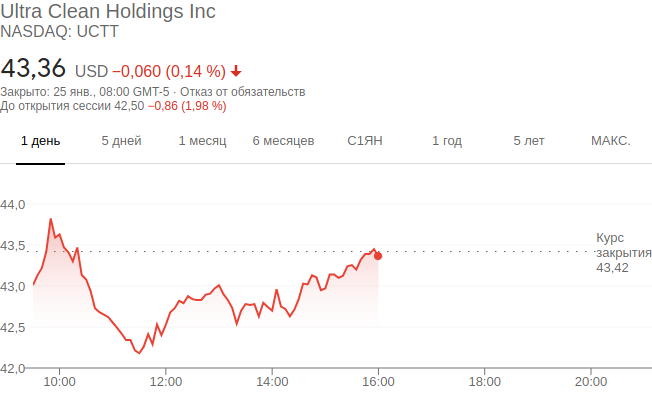 Ultra Clean Holdings Inc
NASDAQ: UCTT
43,36 USD −0,060 (0,14 %)
Закрыто: 25 янв., 08:00 GMT-5 · Отказ от обязательств
До открытия сессии 42,50 −0,86 (1,98 %)
1 день 5 дней 1 месяц 6 месяцев С1ЯН 1 год 5 лет МАКС.
44,0
43,5
43,0
42,5
42,0
Курс
закрытия
43,42
10:00 12:00 14:00 16:00 18:00 20:00